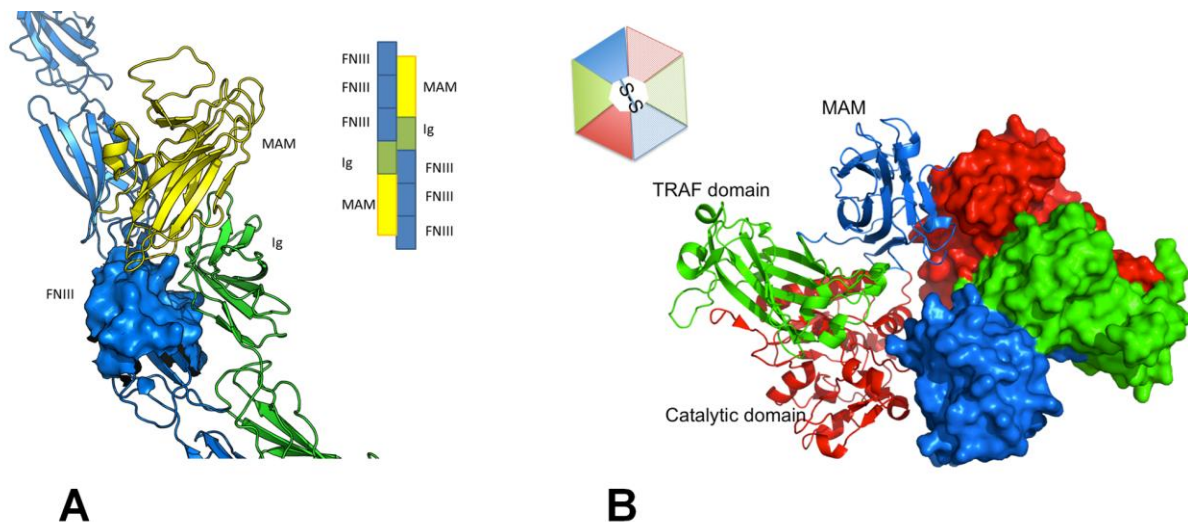 MAM
Ig
FNIII
FNIII
FNIII
FNIII
Ig
MAM
MAM
Ig
FNIII
FNIII
FNIII
A
S-S
MAM
TRAF domain
Catalytic domain
B